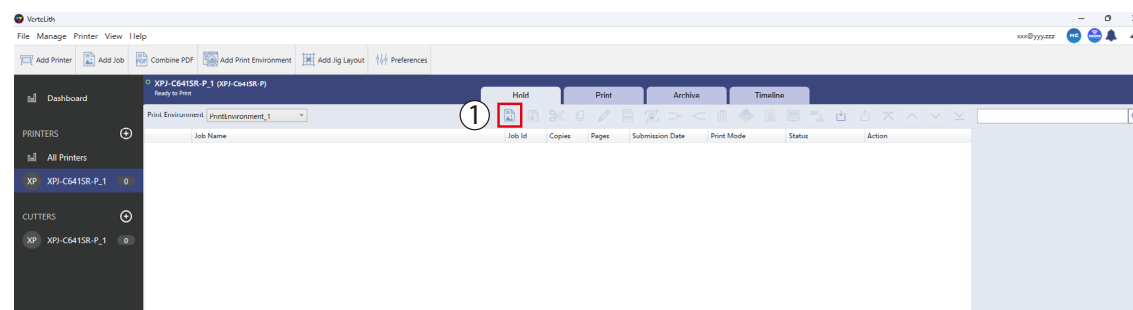 VerteLith
File Manage Printer View Help
xxx@yyy.zzz MC
Add Printer Add Job Combine PDF Add Print Environment Add Jig Layout Preferences
XPJ-C641SR-P_1 (XPJ-C641SR-P)
Ready to Print
Dashboard
Hold Print Archive Timeline
Print Environment PrintEnvironment_1
①
PRINTERS
Job Name Job Id Copies Pages Submission Date Print Mode Status Action
All Printers
XP XPJ-C641SR-P_1 0
CUTTERS
XP XPJ-C641SR-P_1 0